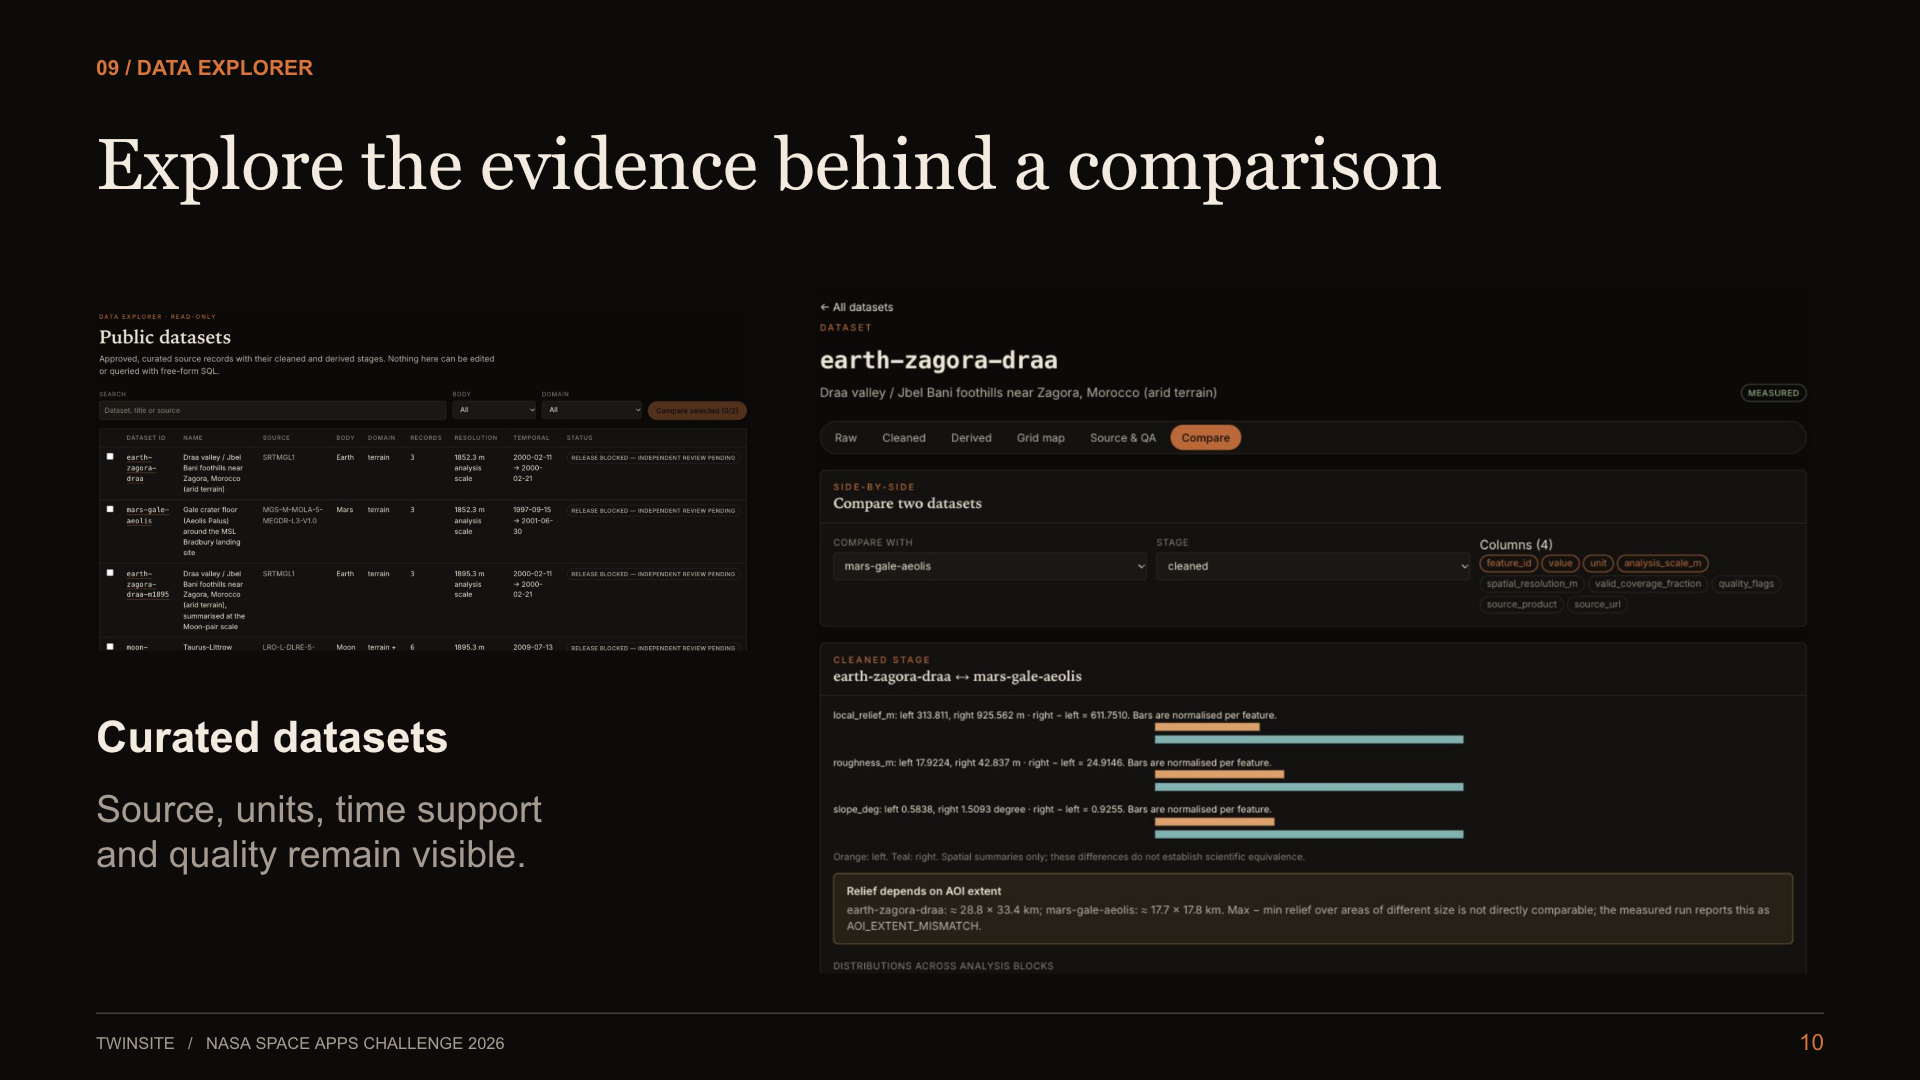 09 / DATA EXPLORER
Explore the evidence behind a comparison
DATA EXPLORER · READ-ONLY
Public datasets
Approved, curated source records with their cleaned and derived stages. Nothing here can be edited
or queried with free-form SQL.
SEARCH BODY DOMAIN
Dataset, title or source All All Compare selected (0/2)
DATASET ID NAME SOURCE BODY DOMAIN RECORDS RESOLUTION TEMPORAL STATUS
earth- Draa valley / Jbel SRTMGL1 Earth terrain 3 1852.3 m 2000-02-11 RELEASE BLOCKED — INDEPENDENT REVIEW PENDING
zagora- Bani foothills near analysis → 2000-
draa Zagora, Morocco scale 02-21
(arid terrain)
mars-gale- Gale crater floor MGS-M-MOLA-5- Mars terrain 3 1852.3 m 1997-09-15 RELEASE BLOCKED — INDEPENDENT REVIEW PENDING
aeolis (Aeolis Palus) MEGDR-L3-V1.0 analysis → 2001-06-
around the MSL scale 30
Bradbury landing
site
earth- Draa valley / Jbel SRTMGL1 Earth terrain 3 1895.3 m 2000-02-11 RELEASE BLOCKED — INDEPENDENT REVIEW PENDING
zagora- Bani foothills near analysis → 2000-
draa-m1895 Zagora, Morocco scale 02-21
(arid terrain),
summarised at the
Moon-pair scale
moon- Taurus-Littrow LRO-L-DLRE-5- Moon terrain + 6 1895.3 m 2009-07-13 RELEASE BLOCKED — INDEPENDENT REVIEW PENDING
Curated datasets
Source, units, time support
and quality remain visible.
← All datasets
DATASET
earth-zagora-draa
Draa valley / Jbel Bani foothills near Zagora, Morocco (arid terrain) MEASURED
Raw Cleaned Derived Grid map Source & QA Compare
SIDE-BY-SIDE
Compare two datasets
COMPARE WITH STAGE Columns (4)
mars-gale-aeolis cleaned feature_id value unit analysis_scale_m
spatial_resolution_m valid_coverage_fraction quality_flags
source_product source_url
CLEANED STAGE
earth-zagora-draa ↔ mars-gale-aeolis
local_relief_m: left 313.811, right 925.562 m · right − left = 611.7510. Bars are normalised per feature.
roughness_m: left 17.9224, right 42.837 m · right − left = 24.9146. Bars are normalised per feature.
slope_deg: left 0.5838, right 1.5093 degree · right − left = 0.9255. Bars are normalised per feature.
Orange: left. Teal: right. Spatial summaries only; these differences do not establish scientific equivalence.
Relief depends on AOI extent
earth-zagora-draa: ≈ 28.8 × 33.4 km; mars-gale-aeolis: ≈ 17.7 × 17.8 km. Max − min relief over areas of different size is not directly comparable; the measured run reports this as
AOI_EXTENT_MISMATCH.
DISTRIBUTIONS ACROSS ANALYSIS BLOCKS
TWINSITE / NASA SPACE APPS CHALLENGE 2026
10